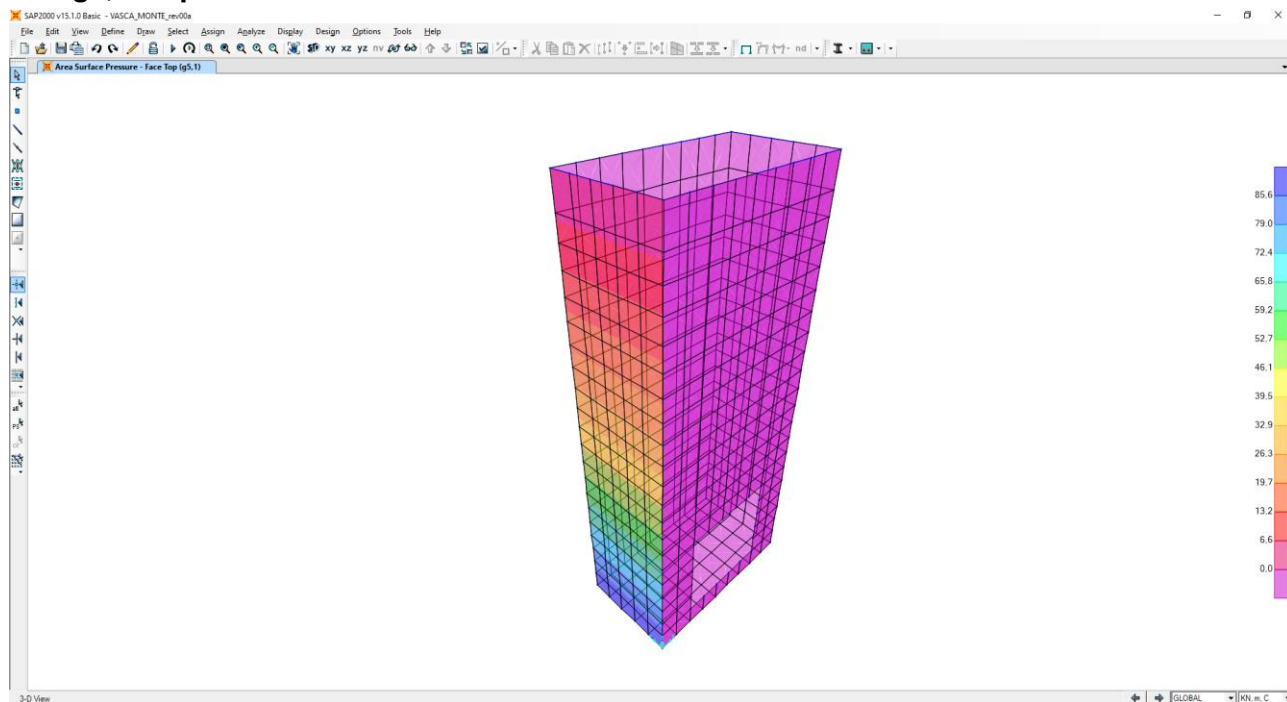 SAP2000 v15.1.0 Basic - VASCA_MONTE_rev00a
File Edit View Define Draw Select Assign Analyze Display Design Options Tools Help
xy xz yz nv
nd
Area Surface Pressure - Face Top (g5,1)
85.6
79.0
72.4
65.8
59.2
52.7
46.1
39.5
32.9
26.3
19.7
13.2
6.6
0.0
3-D View
GLOBAL
KN, m, C